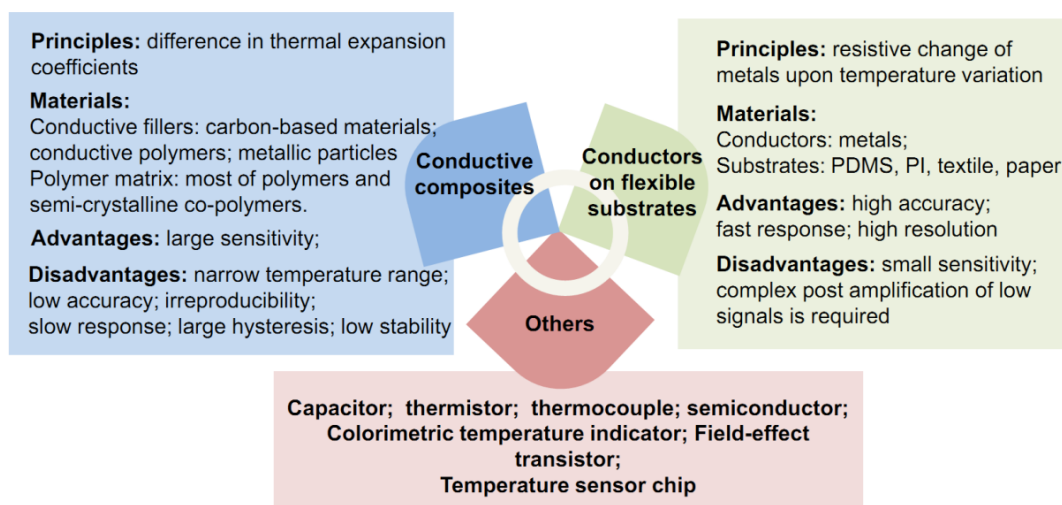 Principles: difference in thermal expansion
coefficients
Materials:
Conductive fillers: carbon-based materials;
conductive polymers; metallic particles
Polymer matrix: most of polymers and
semi-crystalline co-polymers.
Advantages: large sensitivity;
Disadvantages: narrow temperature range;
low accuracy; irreproducibility;
slow response; large hysteresis; low stability
Conductive
composites
Conductors
on flexible
substrates
Principles: resistive change of
metals upon temperature variation
Materials:
Conductors: metals;
Substrates: PDMS, PI, textile, paper
Advantages: high accuracy;
fast response; high resolution
Disadvantages: small sensitivity;
complex post amplification of low
signals is required
Others
Capacitor; thermistor; thermocouple; semiconductor;
Colorimetric temperature indicator; Field-effect
transistor;
Temperature sensor chip